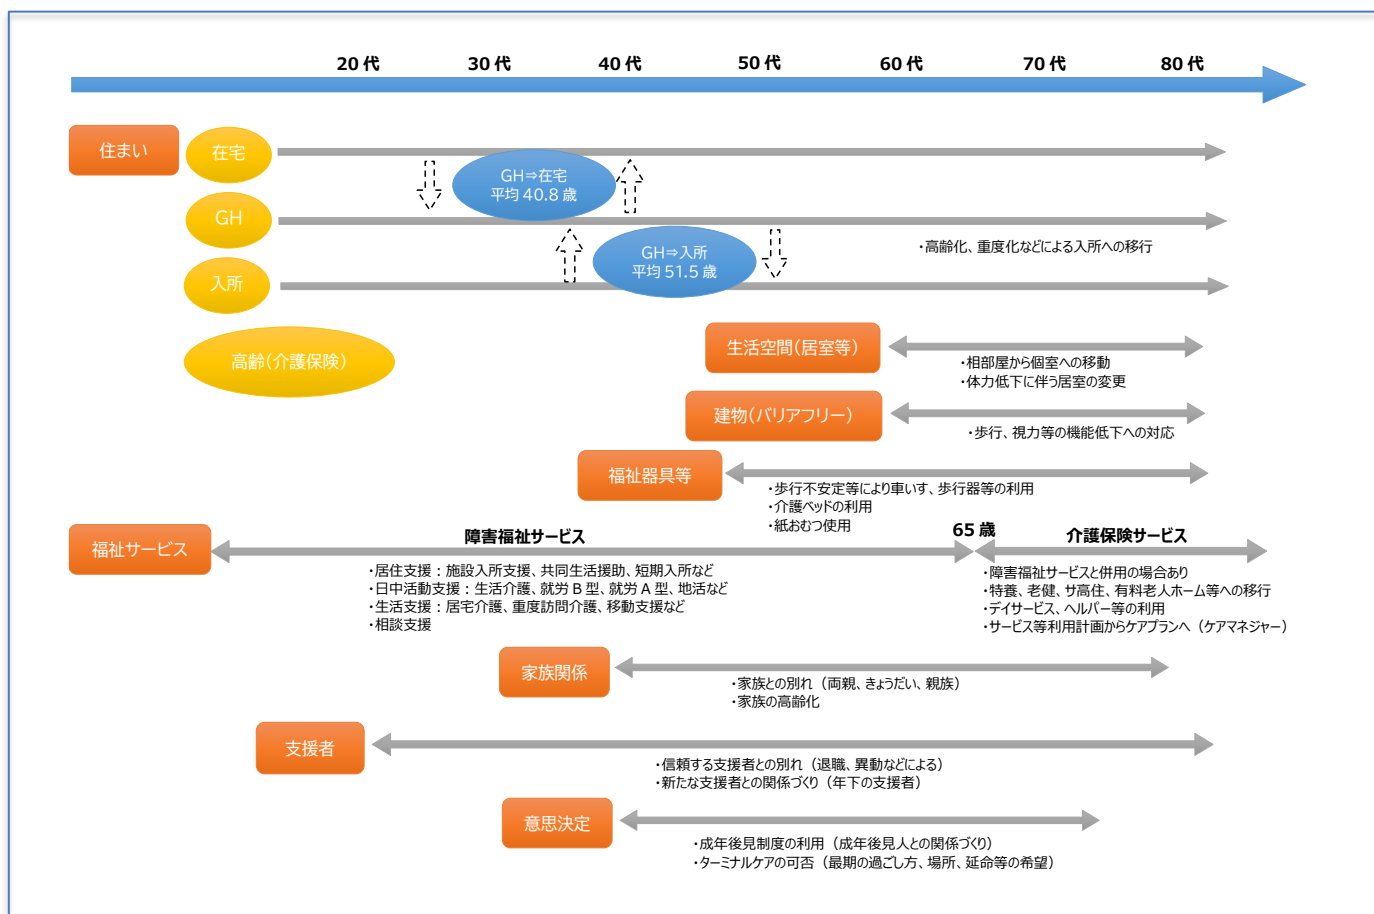 20代 30代 40代 50代 60代 70代 80代
住まい
在宅
GH⇒在宅
平均40.8歳
GH
GH⇒入所
平均51.5歳
・高齢化、重度化などによる入所への移行
入所
高齢(介護保険)
生活空間(居室等)
・相部屋から個室への移動
・体力低下に伴う居室の変更
建物(バリアフリー)
・歩行、視力等の機能低下への対応
福祉器具等
・歩行不安定等により車いす、歩行器等の利用
・介護ベッドの利用
・紙おむつ使用
福祉サービス
障害福祉サービス
65歳
介護保険サービス
・居住支援：施設入所支援、共同生活援助、短期入所など
・日中活動支援：生活介護、就労B型、就労A型、地活など
・生活支援：居宅介護、重度訪問介護、移動支援など
・相談支援
・障害福祉サービスと併用の場合あり
・特養、老健、サ高住、有料老人ホーム等への移行
・デイサービス、ヘルパー等の利用
・サービス等利用計画からケアプランへ（ケアマネジャー）
家族関係
・家族との別れ（両親、きょうだい、親族）
・家族の高齢化
支援者
・信頼する支援者との別れ（退職、異動などによる）
・新たな支援者との関係づくり（年下の支援者）
意思決定
・成年後見制度の利用（成年後見人との関係づくり）
・ターミナルケアの可否（最期の過ごし方、場所、延命等の希望）